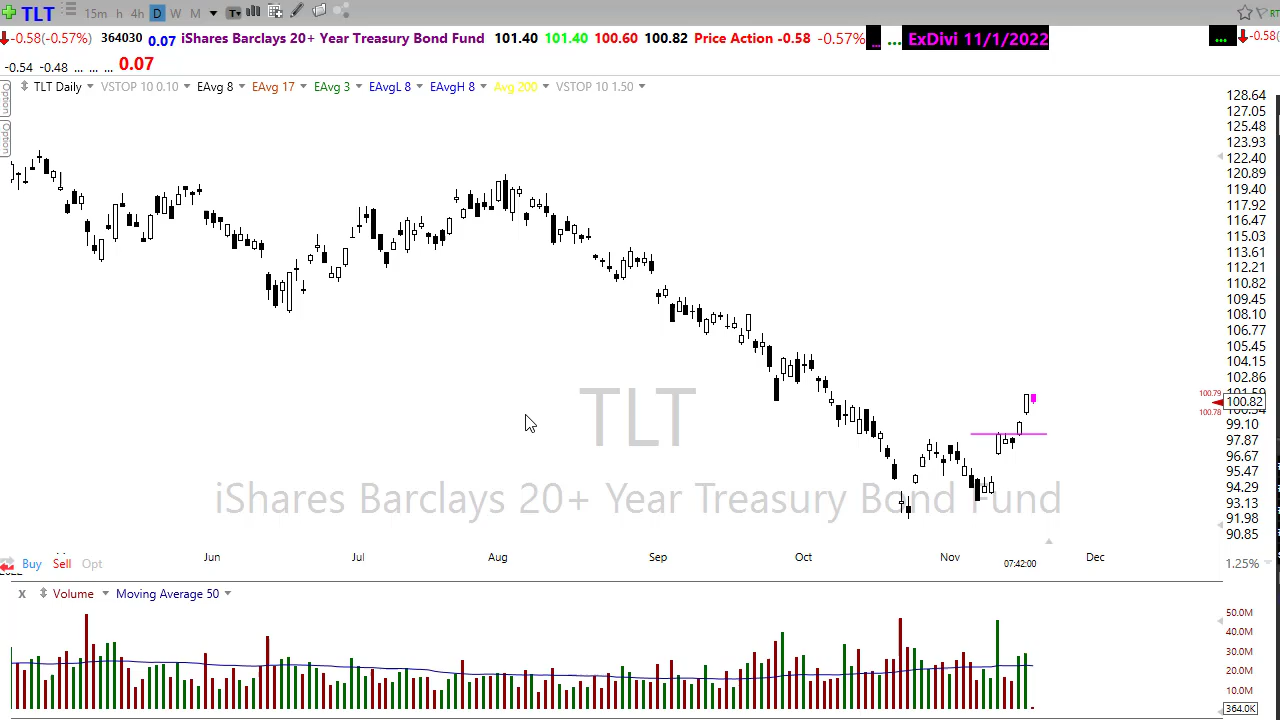 TLT 15m h 4h D W M T RT
-0.58(-0.57%) 364030 0.07 iShares Barclays 20+ Year Treasury Bond Fund 101.40 101.40 100.60 100.82 Price Action -0.58 -0.57% ... ... ExDivi 11/1/2022 ... -0.58(
-0.54 -0.48 ... ... ... 0.07
Option
Option
TLT Daily VSTOP 10 0.10 EAvg 8 EAvg 17 EAvg 3 EAvgL 8 EAvgH 8 Avg 200 VSTOP 10 1.50
128.64
127.05
125.48
123.93
122.40
120.89
119.40
117.92
116.47
115.03
113.61
112.21
110.82
109.45
108.10
106.77
105.45
104.15
102.86
100.79
100.82
100.78
99.10
97.87
96.67
95.47
94.29
93.13
91.98
90.85
TLT
iShares Barclays 20+ Year Treasury Bond Fund
Jun Jul Aug Sep Oct Nov Dec
Buy Sell Opt 07:42:00 1.25%
X Volume Moving Average 50
50.0M
40.0M
30.0M
20.0M
10.0M
364.0K